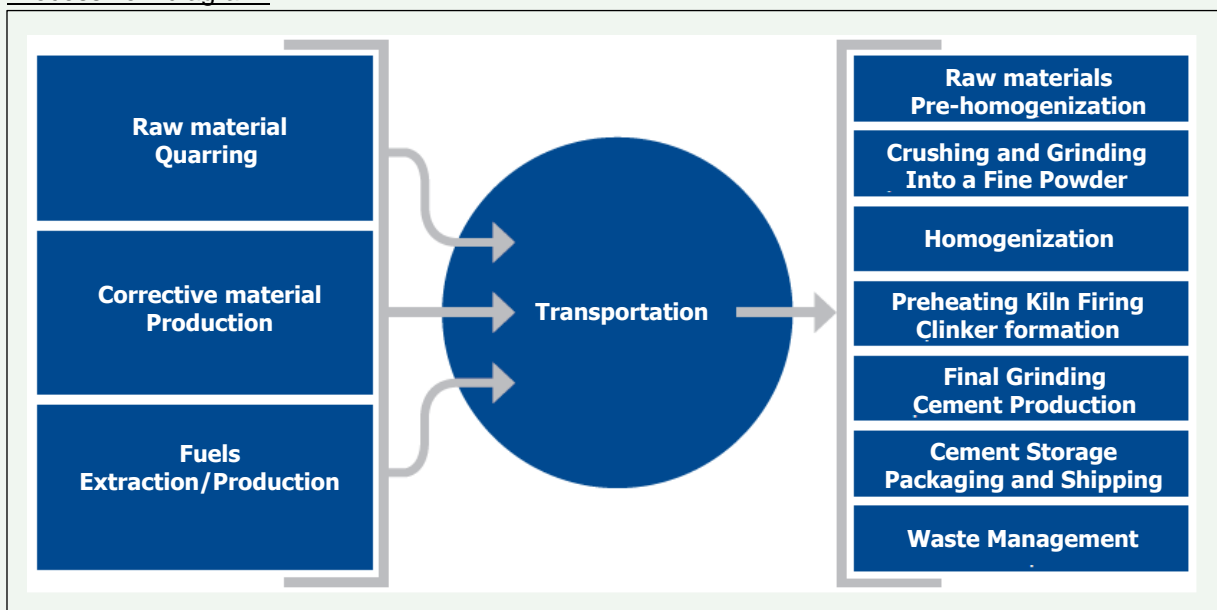 Raw material
Quarring
Corrective material
Production
Fuels
Extraction/Production
Transportation
Raw materials
Pre-homogenization
Crushing and Grinding
Into a Fine Powder
Homogenization
Preheating Kiln Firing
Clinker formation
Final Grinding
Cement Production
Cement Storage
Packaging and Shipping
Waste Management